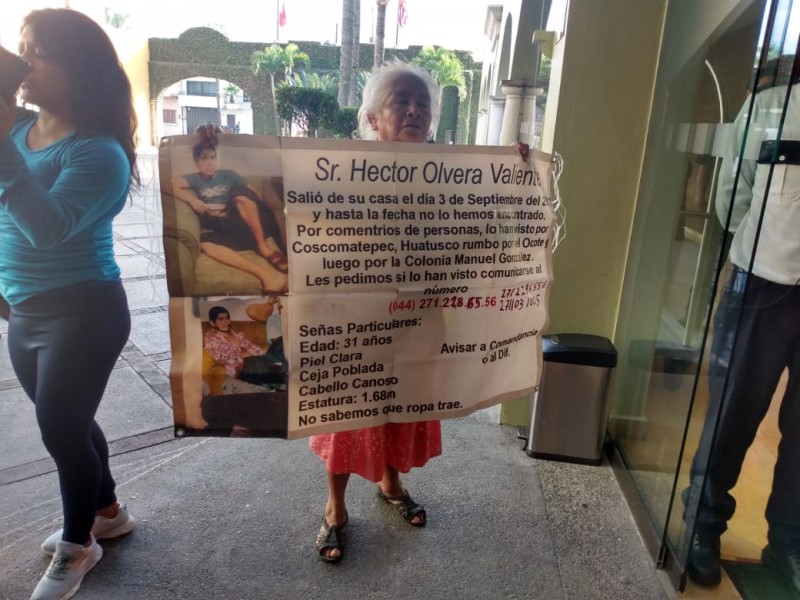 Sr. Hector Olvera Valiente
Salió de su casa el día 3 de Septiembre del
y hasta la fecha no lo hemos encontrado.
Por comentrios de personas, lo han visto por
Coscomatepec, Huatusco rumbo por el Ocote y
luego por la Colonia Manuel Gonzalez.
Les pedimos si lo han visto comunicarse al
número
(044) 271.228.65.56
Señas Particulares:
Edad: 31 años
Piel Clara
Ceja Poblada
Cabello Canoso
Estatura: 1.68m
No sabemos que ropa trae.
Avisar a Comandancia
o al Dif.